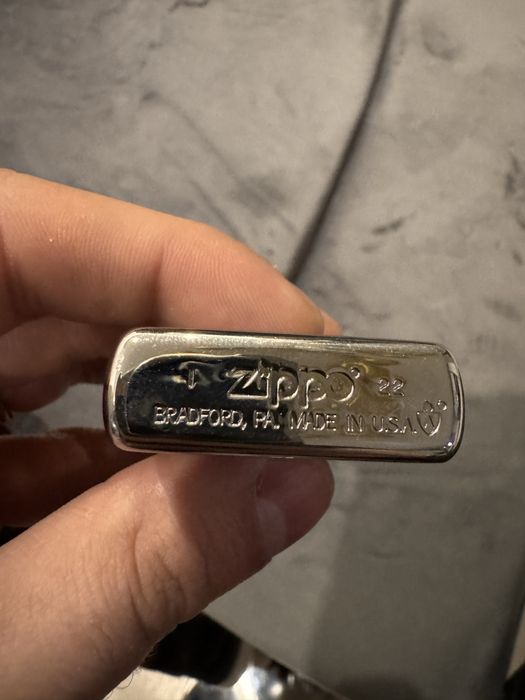 I Zippo® 22
BRADFORD, PA. MADE IN U.S.A.